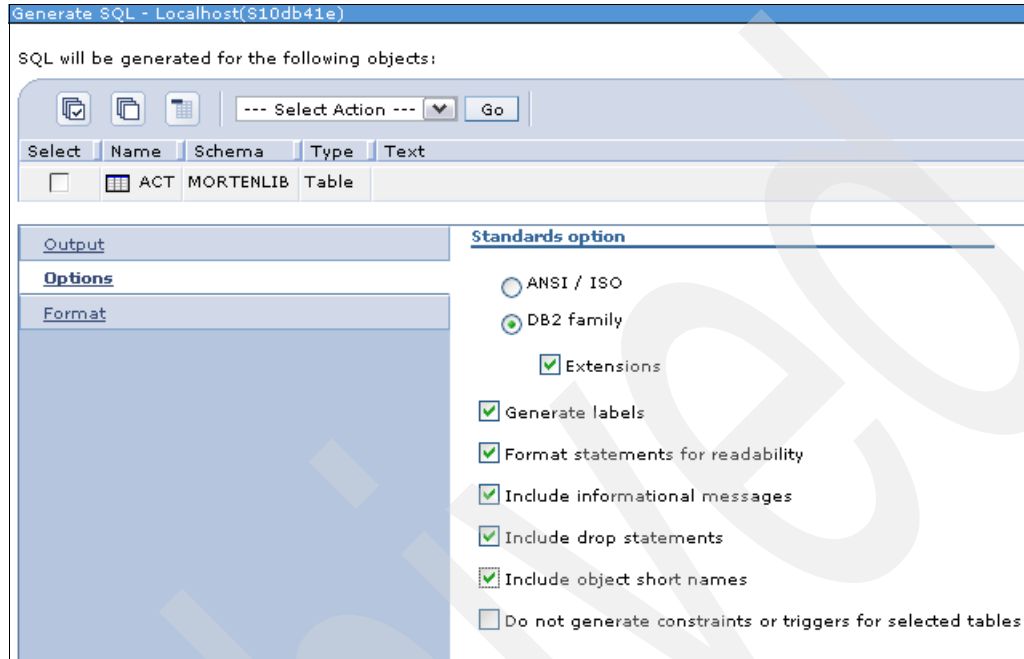 Generate SQL - Localhost(S10db41e)
SQL will be generated for the following objects:
--- Select Action --- Go
Select Name Schema Type Text
ACT MORTENLIB Table
Output
Options
Format
Standards option
ANSI / ISO
DB2 family
Extensions
Generate labels
Format statements for readability
Include informational messages
Include drop statements
Include object short names
Do not generate constraints or triggers for selected tables